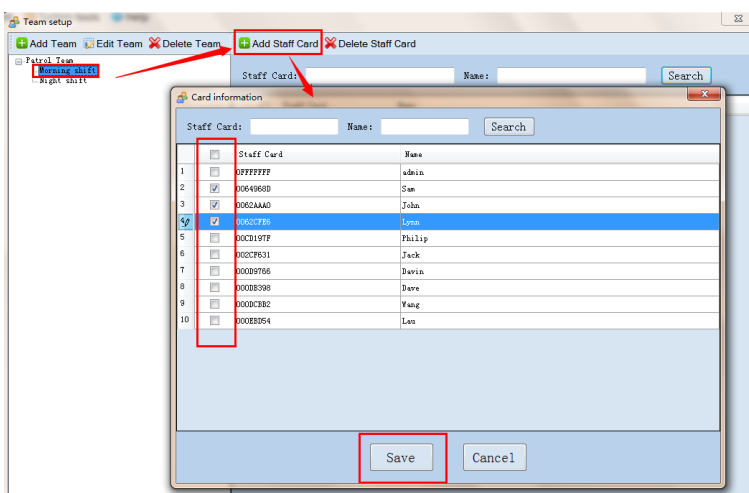 Team setup
Add Team Edit Team Delete Team Add Staff Card Delete Staff Card
Patrol Team
Morning shift
Night shift
Staff Card: Name: Search
Card information
Staff Card: Name: Search
Staff Card Name
1 0FFFFFFF admin
2 0064968D Sam
3 0062AAA0 John
4 0062CFE6 Lynn
5 00CD197F Philip
6 002CF631 Jack
7 000D9766 Davin
8 000DB398 Dave
9 000DCBB2 Wang
10 000EBD54 Lau
Save Cancel